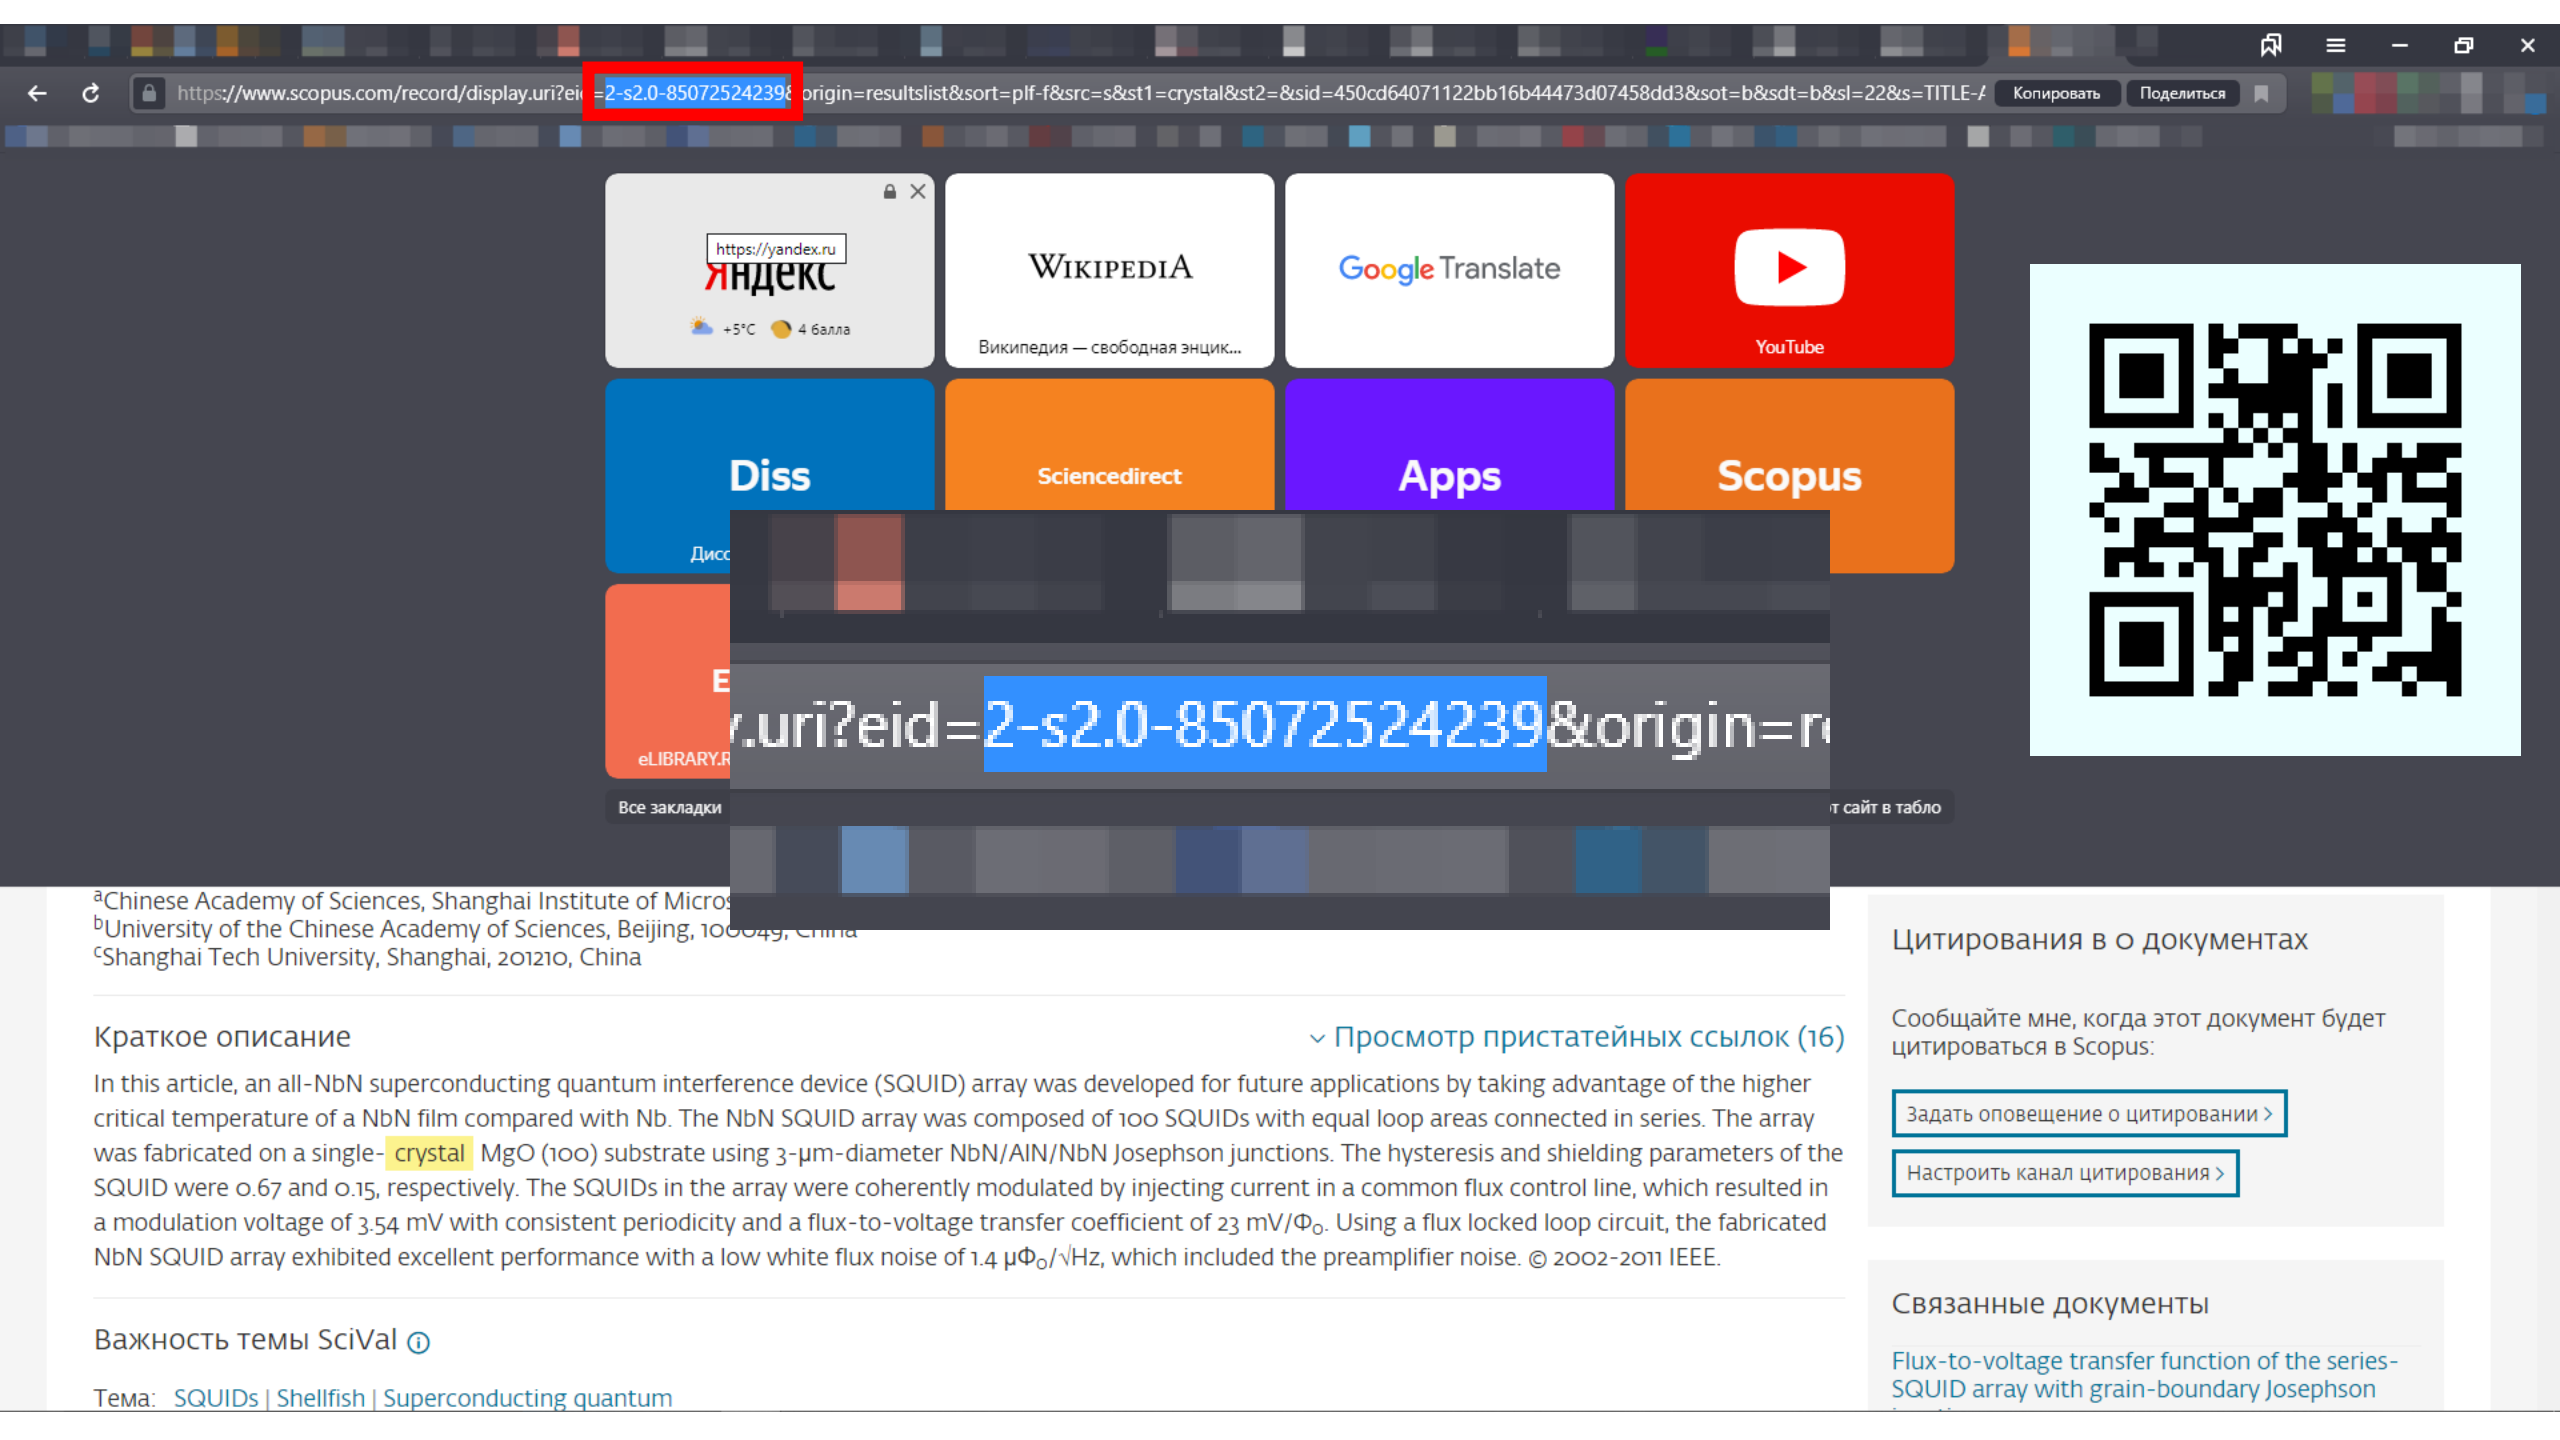 https://www.scopus.com/record/display.uri?eid=2-s2.0-85072524239&origin=resultslist&sort=plf-f&src=s&st1=crystal&st2=&sid=450cd64071122bb16b44473d07458dd3&sot=b&sdt=b&sl=22&s=TITLE-A
Копировать
Поделиться
https://yandex.ru
Яндекс
+5°C 4 балла
WIKIPEDIA
Википедия — свободная энцик...
Google Translate
YouTube
Diss
Sciencedirect
Apps
Scopus
Дисс
E
eLIBRARY.R
.uri?eid=2-s2.0-85072524239&origin=re
Все закладки
т сайт в табло
ᵃChinese Academy of Sciences, Shanghai Institute of Micros
ᵇUniversity of the Chinese Academy of Sciences, Beijing, 100049, China
ᶜShanghai Tech University, Shanghai, 201210, China
Краткое описание
Просмотр пристатейных ссылок (16)
In this article, an all-NbN superconducting quantum interference device (SQUID) array was developed for future applications by taking advantage of the higher
critical temperature of a NbN film compared with Nb. The NbN SQUID array was composed of 100 SQUIDs with equal loop areas connected in series. The array
was fabricated on a single- crystal MgO (100) substrate using 3-μm-diameter NbN/AlN/NbN Josephson junctions. The hysteresis and shielding parameters of the
SQUID were 0.67 and 0.15, respectively. The SQUIDs in the array were coherently modulated by injecting current in a common flux control line, which resulted in
a modulation voltage of 3.54 mV with consistent periodicity and a flux-to-voltage transfer coefficient of 23 mV/Φ₀. Using a flux locked loop circuit, the fabricated
NbN SQUID array exhibited excellent performance with a low white flux noise of 1.4 μΦ₀/√Hz, which included the preamplifier noise. © 2002-2011 IEEE.
Важность темы SciVal
Тема: SQUIDs | Shellfish | Superconducting quantum
Цитирования в 0 документах
Сообщайте мне, когда этот документ будет
цитироваться в Scopus:
Задать оповещение о цитировании >
Настроить канал цитирования >
Связанные документы
Flux-to-voltage transfer function of the series-
SQUID array with grain-boundary Josephson